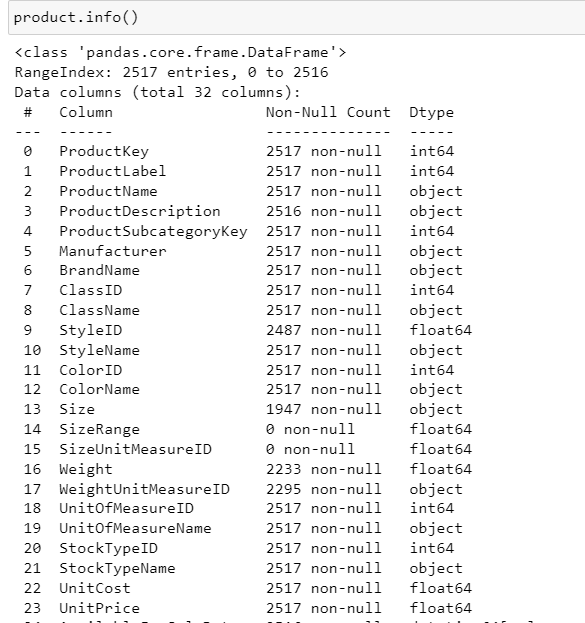 product.info()
<class 'pandas.core.frame.DataFrame'>
RangeIndex: 2517 entries, 0 to 2516
Data columns (total 32 columns):
 #   Column                 Non-Null Count  Dtype
---  ------                 --------------  -----
 0   ProductKey             2517 non-null   int64
 1   ProductLabel           2517 non-null   int64
 2   ProductName            2517 non-null   object
 3   ProductDescription     2516 non-null   object
 4   ProductSubcategoryKey  2517 non-null   int64
 5   Manufacturer           2517 non-null   object
 6   BrandName              2517 non-null   object
 7   ClassID                2517 non-null   int64
 8   ClassName              2517 non-null   object
 9   StyleID                2487 non-null   float64
 10  StyleName              2517 non-null   object
 11  ColorID                2517 non-null   int64
 12  ColorName              2517 non-null   object
 13  Size                   1947 non-null   object
 14  SizeRange              0 non-null      float64
 15  SizeUnitMeasureID      0 non-null      float64
 16  Weight                 2233 non-null   float64
 17  WeightUnitMeasureID    2295 non-null   object
 18  UnitOfMeasureID        2517 non-null   int64
 19  UnitOfMeasureName      2517 non-null   object
 20  StockTypeID            2517 non-null   int64
 21  StockTypeName          2517 non-null   object
 22  UnitCost               2517 non-null   float64
 23  UnitPrice              2517 non-null   float64